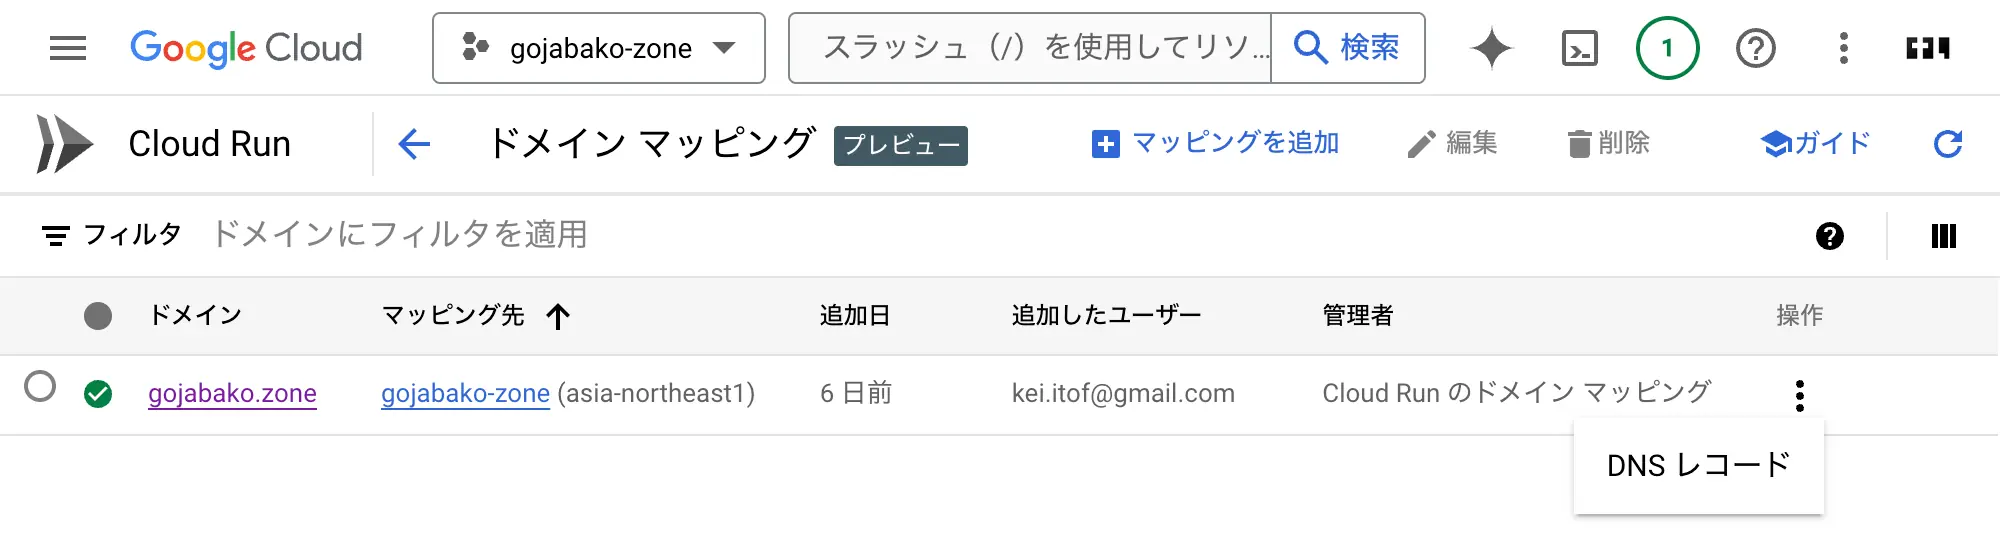 Google Cloud gojabako-zone スラッシュ（/）を使用してリソ... 検索 1
Cloud Run ドメイン マッピング プレビュー マッピングを追加 編集 削除 ガイド
フィルタ ドメインにフィルタを適用
ドメイン マッピング先 追加日 追加したユーザー 管理者 操作
gojabako.zone gojabako-zone (asia-northeast1) 6 日前 kei.itof@gmail.com Cloud Run のドメイン マッピング
DNS レコード